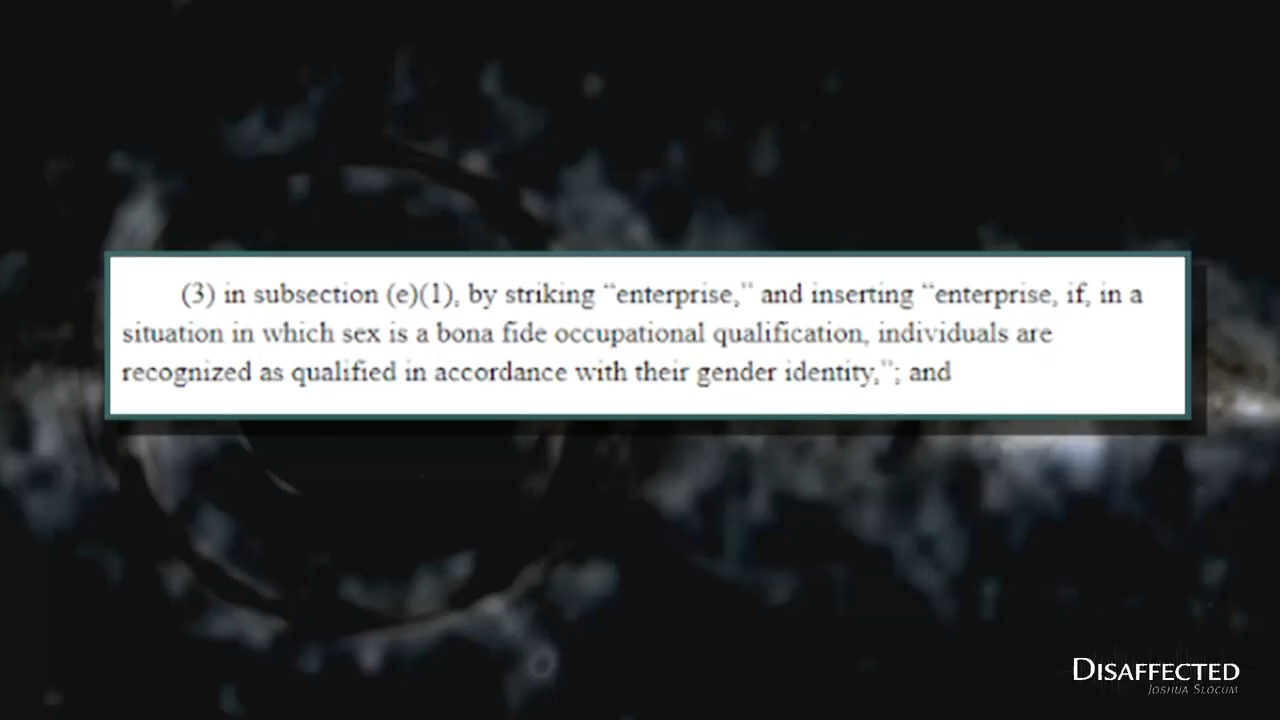 (3) in subsection (e)(1), by striking “enterprise,” and inserting “enterprise, if, in a
situation in which sex is a bona fide occupational qualification, individuals are
recognized as qualified in accordance with their gender identity,”; and
DISAFFECTED
JOSHUA SLOCUM